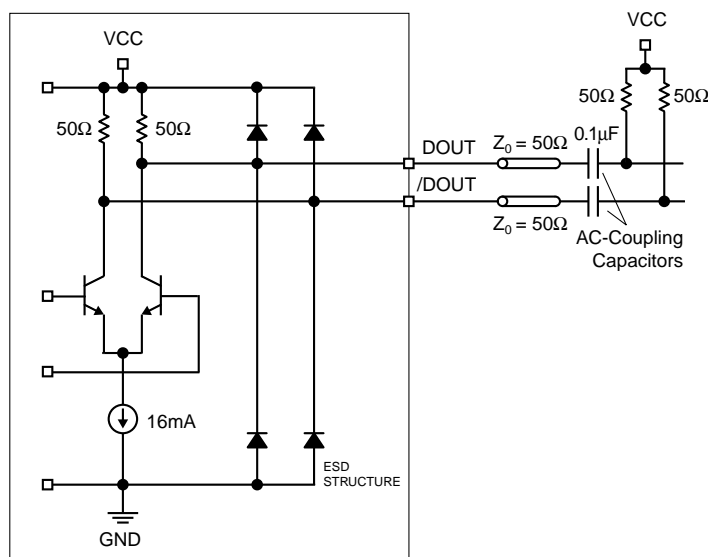 VCC
VCC
50Ω
50Ω
50Ω
50Ω
DOUT
Z0 = 50Ω
0.1μF
/DOUT
Z0 = 50Ω
AC-Coupling
Capacitors
16mA
ESD
STRUCTURE
GND